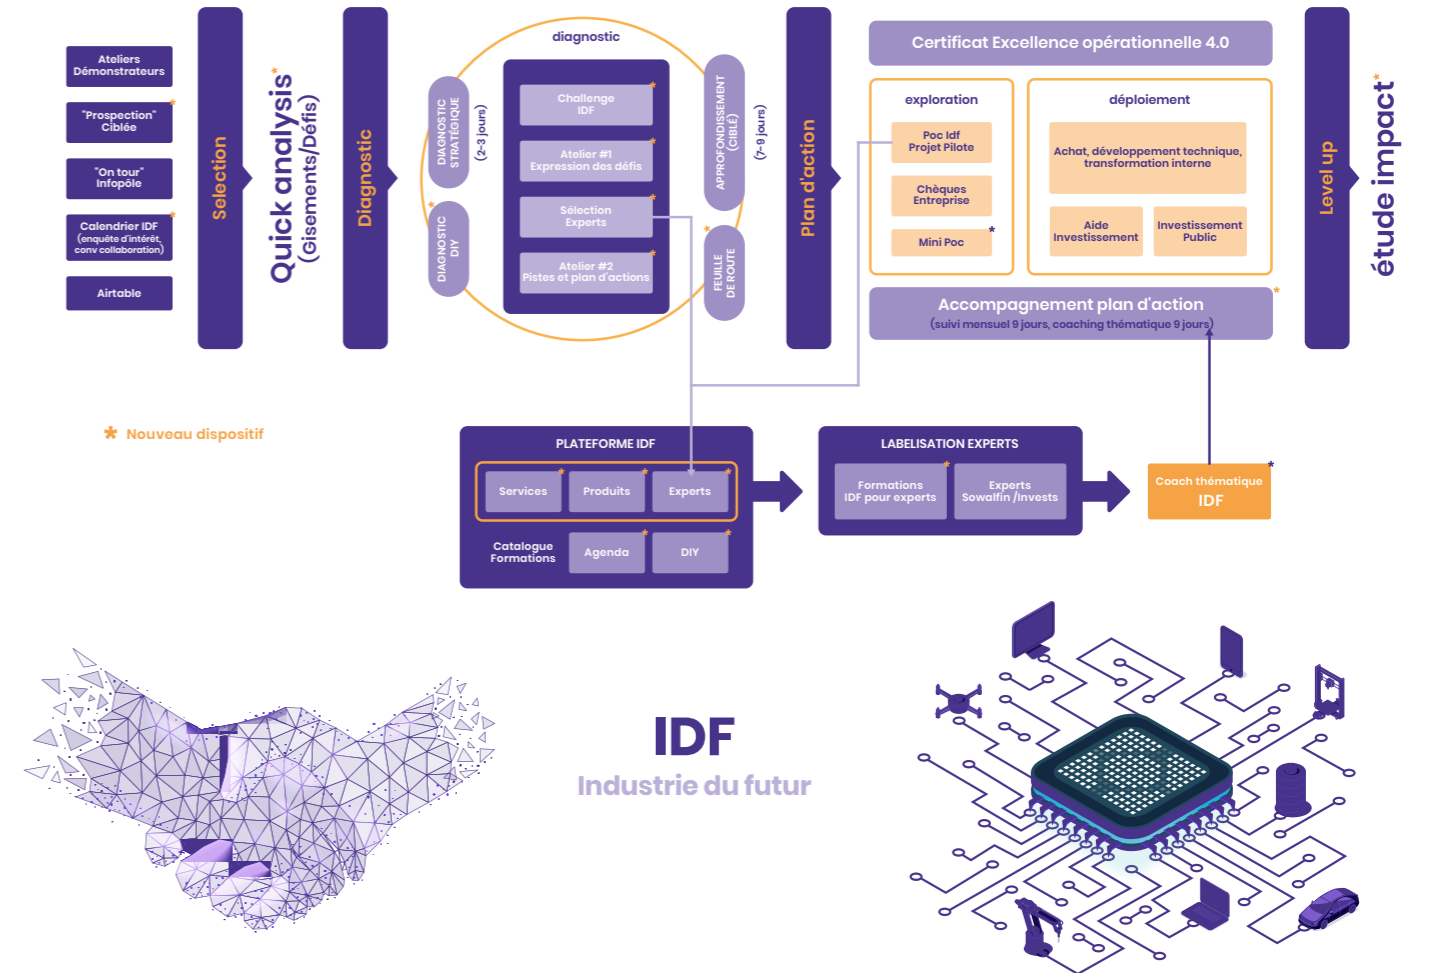 Ateliers
Démonstrateurs
"Prospection" *
Ciblée
"On tour"
Infopôle
Calendrier IDF *
(enquête d'intérêt,
conv collaboration)
Airtable
Selection
Quick analysis*
(Gisements/Défis)
Diagnostic
diagnostic
DIAGNOSTIC
STRATÉGIQUE
(2-3 jours)
DIAGNOSTIC *
DIY
Challenge *
IDF
Atelier #1 *
Expression des défis
Sélection *
Experts
Atelier #2 *
Pistes et plan d'actions
APPROFONDISSEMENT
(CIBLÉ)
(7-9 jours)
FEUILLE *
DE ROUTE
Plan d'action
Certificat Excellence opérationnelle 4.0
exploration
Poc Idf
Projet Pilote
Chèques
Entreprise
Mini Poc *
déploiement
Achat, développement technique,
transformation interne
Aide
Investissement
Investissement
Public
Accompagnement plan d'action *
(suivi mensuel 9 jours, coaching thématique 9 jours)
Level up
étude impact*
* Nouveau dispositif
PLATEFORME IDF
Services *
Produits *
Experts *
Catalogue
Formations
Agenda *
DIY *
LABELISATION EXPERTS
Formations *
IDF pour experts
Experts
Sowalfin /Invests
Coach thématique *
IDF
IDF
Industrie du futur